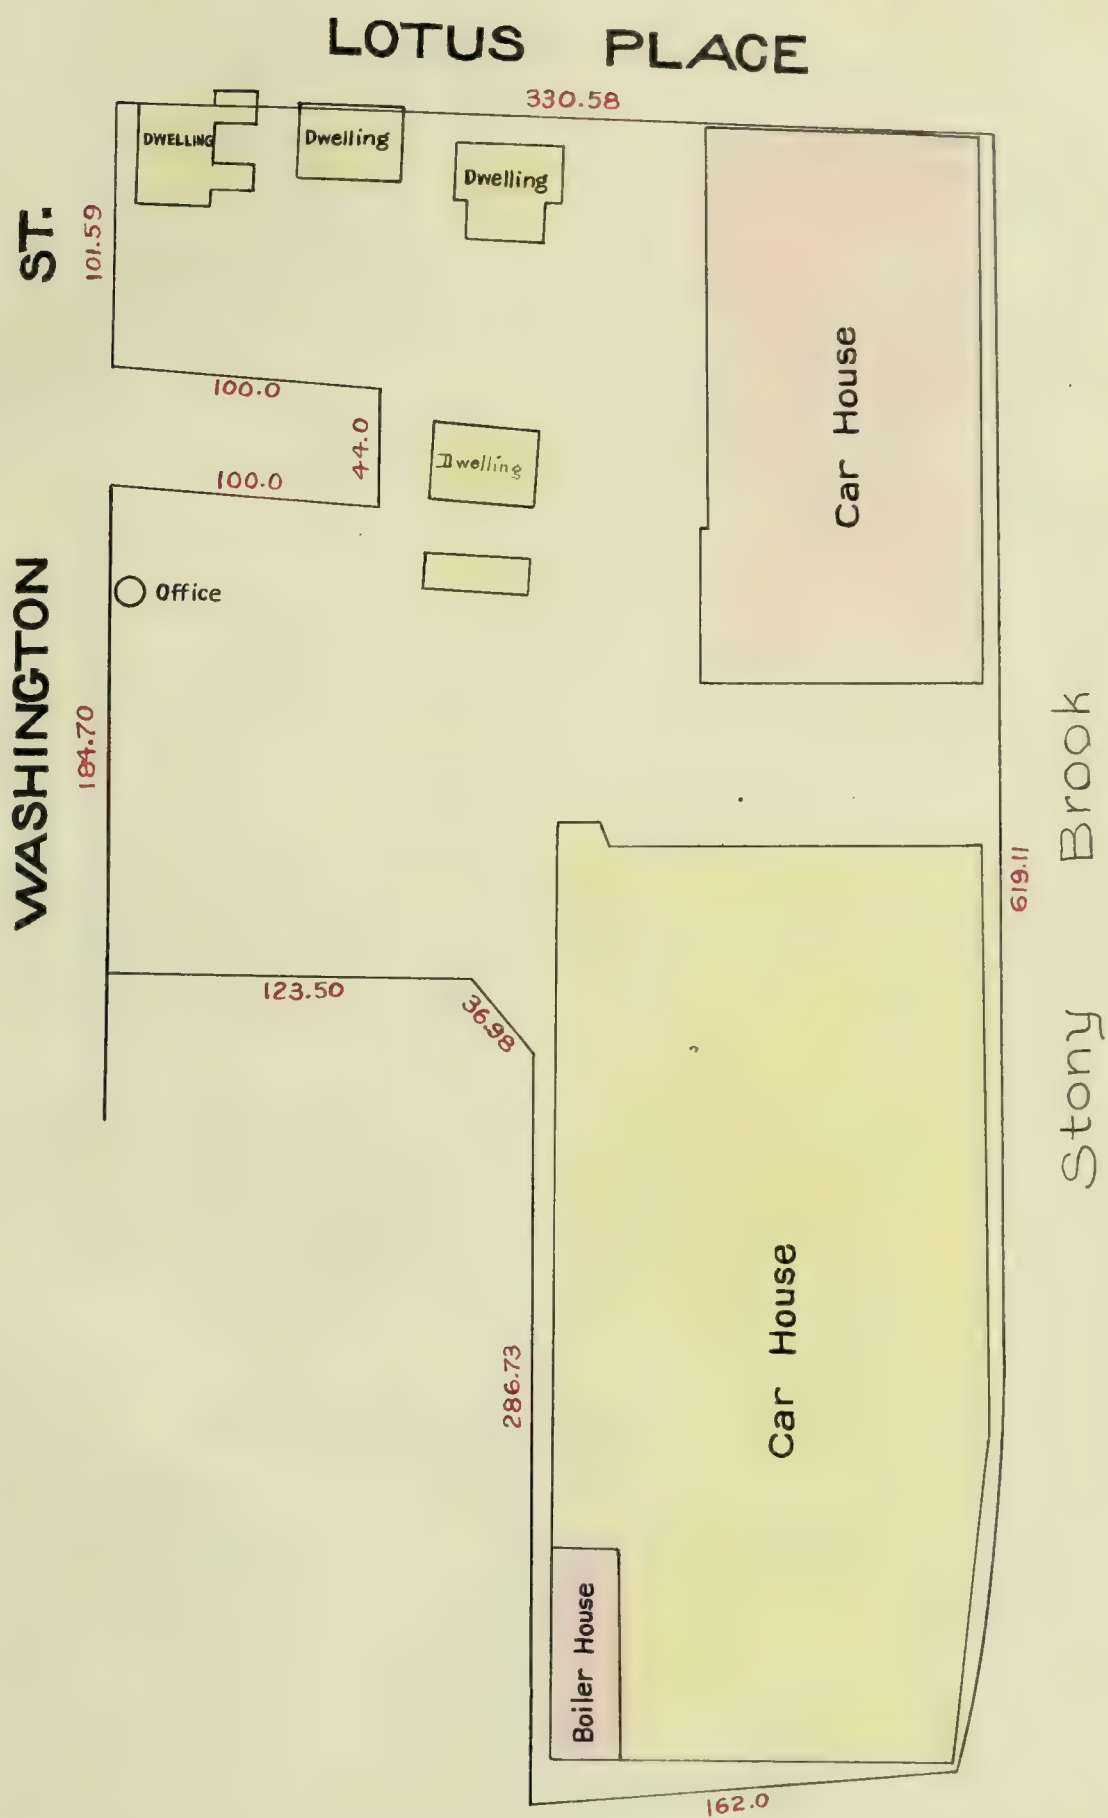 LOTUS PLACE
330.58
DWELLING
Dwelling
Dwelling
ST.
101.59
100.0
44.0
100.0
Dwelling
Car House
Office
WASHINGTON
184.70
Stony Brook
619.11
123.50
36.98
286.73
Car House
Boiler House
162.0